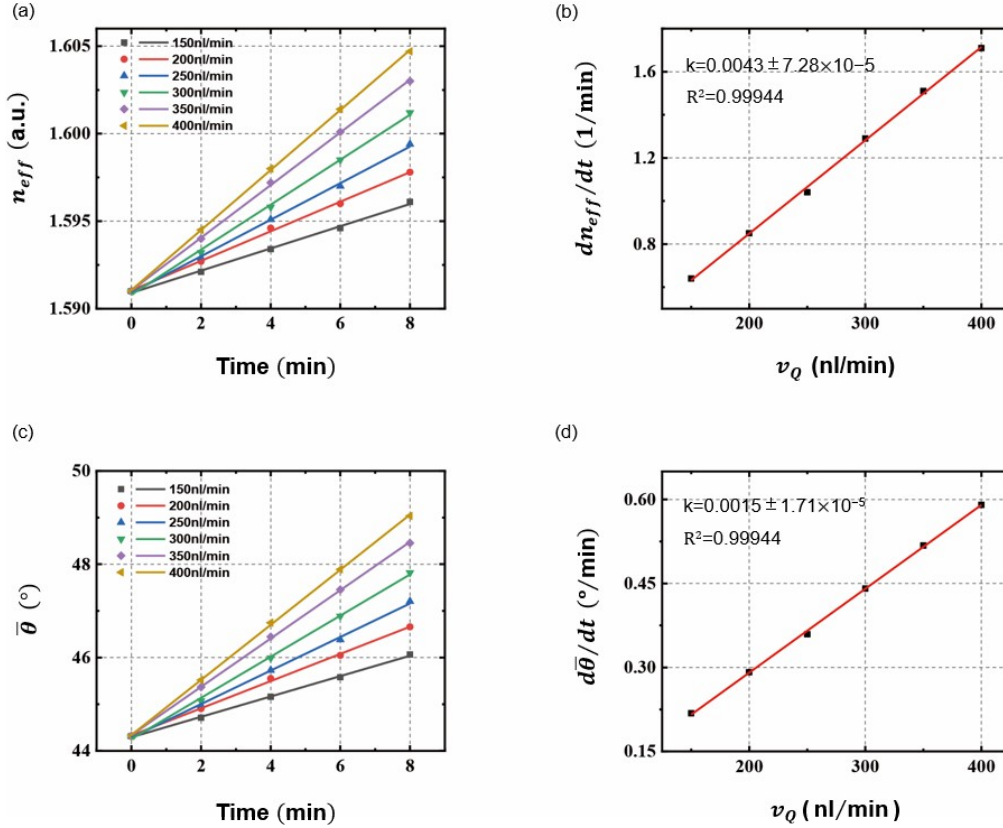 (a)
n_eff (a.u.)
1.605
1.600
1.595
1.590
150nl/min
200nl/min
250nl/min
300nl/min
350nl/min
400nl/min
0 2 4 6 8
Time (min)
(b)
dn_eff/dt (1/min)
1.6
1.2
0.8
k=0.0043±7.28×10−5
R²=0.99944
200 300 400
v_Q (nl/min)
(c)
θ̅ (°)
50
48
46
44
150nl/min
200nl/min
250nl/min
300nl/min
350nl/min
400nl/min
0 2 4 6 8
Time (min)
(d)
dθ̅/dt (°/min)
0.60
0.45
0.30
0.15
k=0.0015±1.71×10⁻⁵
R²=0.99944
200 300 400
v_Q (nl/min)